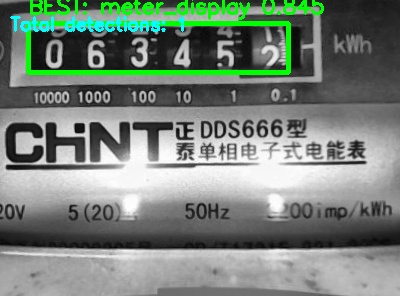 BEST: meter_display 0.845
Total detections: 1
0 6 3 4 5 2 kWh
10000 1000 100 10 1 0.1
CHNT 正泰 DDS666型
单相电子式电能表
20V 5(20) 50Hz 200imp/kWh